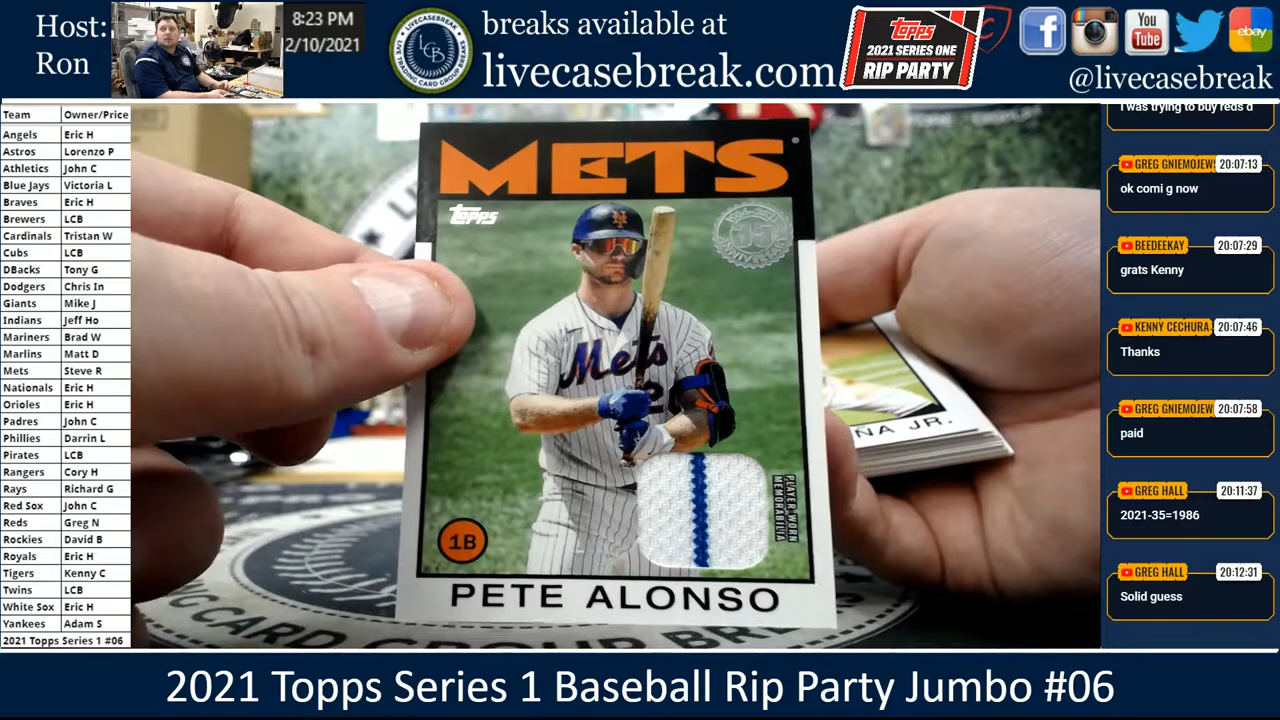 Host:
Ron
8:23 PM
2/10/2021
LCB
breaks available at
livecasebreak.com
Topps
2021 SERIES ONE
RIP PARTY
You
Tube
ebay
@livecasebreak
Team Owner/Price
Angels Eric H
Astros Lorenzo P
Athletics John C
Blue Jays Victoria L
Braves Eric H
Brewers LCB
Cardinals Tristan W
Cubs LCB
DBacks Tony G
Dodgers Chris In
Giants Mike J
Indians Jeff Ho
Mariners Brad W
Marlins Matt D
Mets Steve R
Nationals Eric H
Orioles Eric H
Padres John C
Phillies Darrin L
Pirates LCB
Rangers Cory H
Rays Richard G
Red Sox John C
Reds Greg N
Rockies David B
Royals Eric H
Tigers Kenny C
Twins LCB
White Sox Eric H
Yankees Adam S
2021 Topps Series 1 #06
METS
Topps
35
Mets
PLAYER-WORN
MEMORABILIA
1B
PETE ALONSO
ÑA JR.
I was trying to buy reds d
GREG GNIEMOJEW 20:07:13
ok comi g now
BEEDEEKAY 20:07:29
grats Kenny
KENNY CECHURA 20:07:46
Thanks
GREG GNIEMOJEW 20:07:58
paid
GREG HALL 20:11:37
2021-35=1986
GREG HALL 20:12:31
Solid guess
2021 Topps Series 1 Baseball Rip Party Jumbo #06